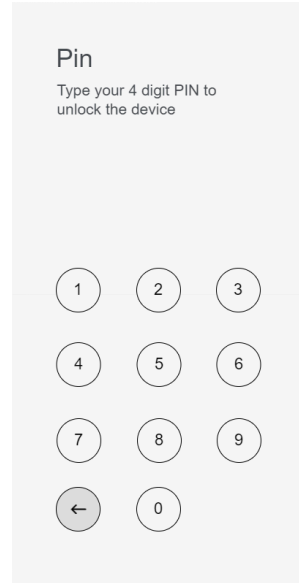 Pin
Type your 4 digit PIN to
unlock the device
1 2 3
4 5 6
7 8 9
← 0